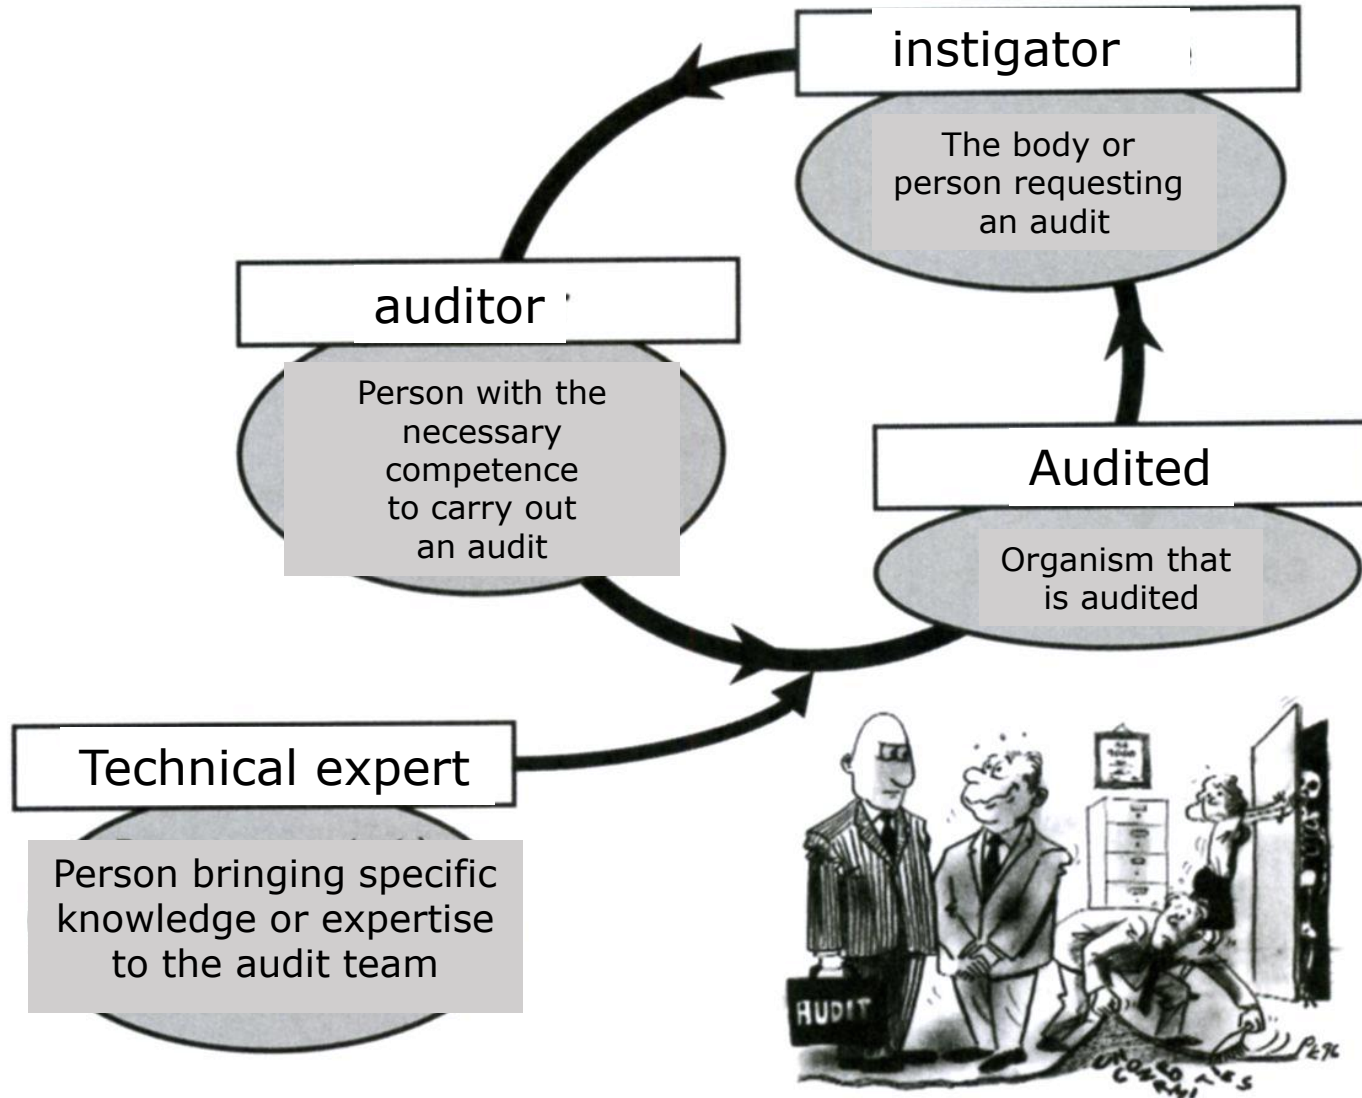 instigator
The body or
person requesting
an audit
auditor
Person with the
necessary
competence
to carry out
an audit
Audited
Organism that
is audited
Technical expert
Person bringing specific
knowledge or expertise
to the audit team
AUDIT